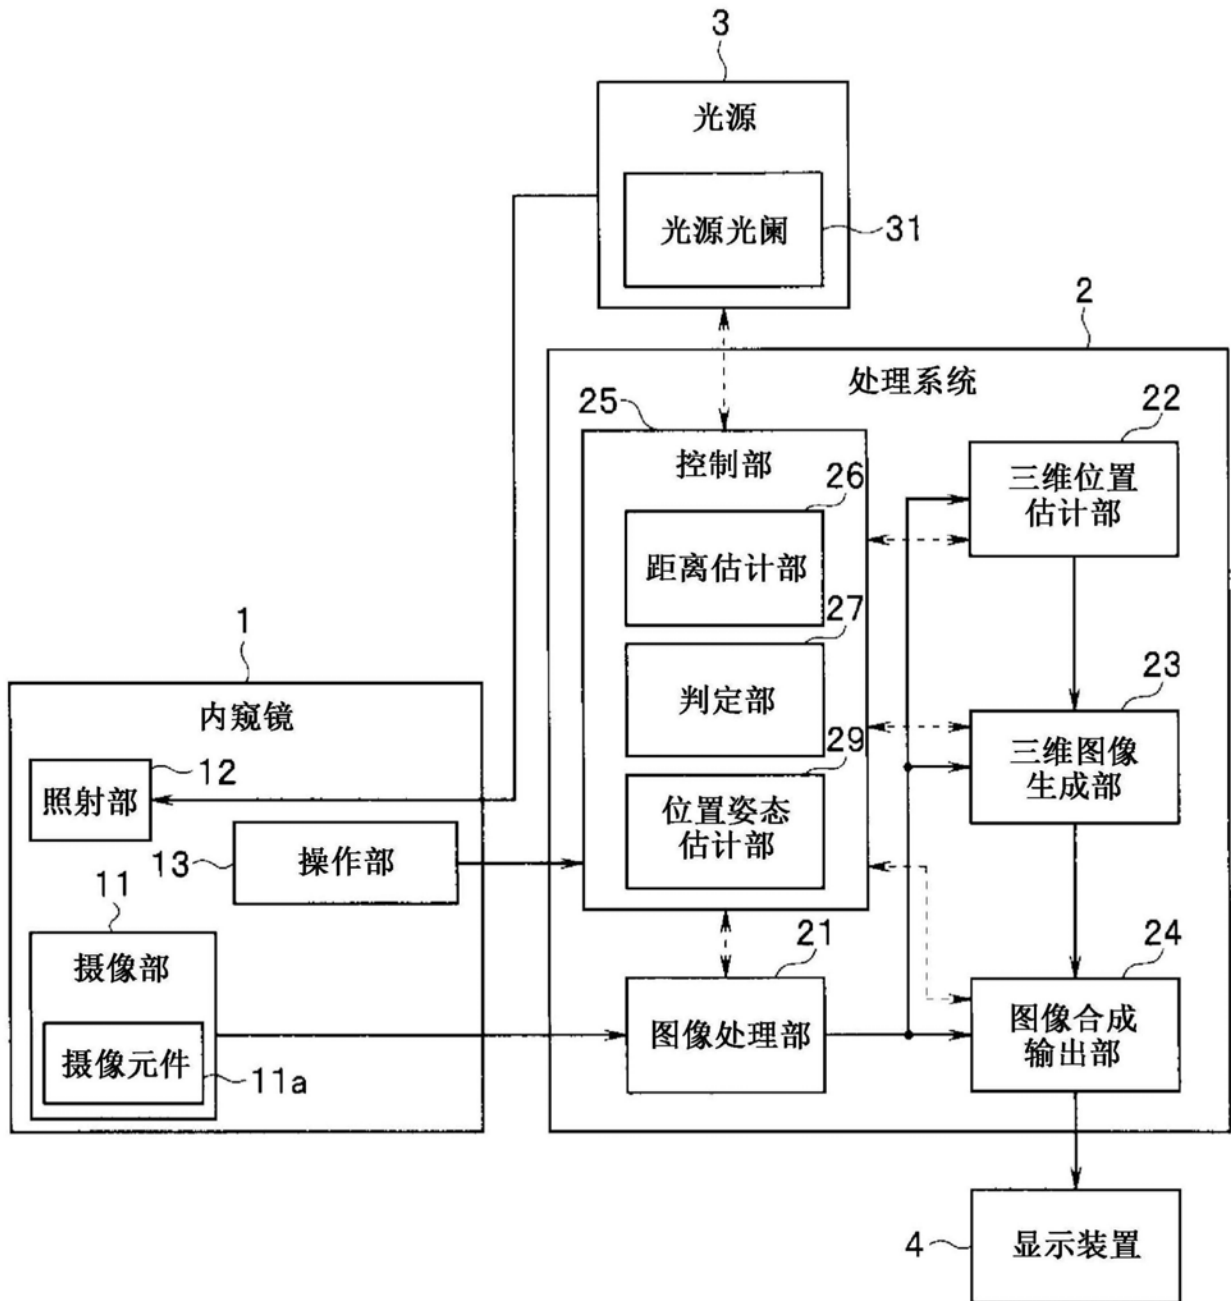 3
光源
光源光阑
31
2
处理系统
25
控制部
22
三维位置
估计部
26
距离估计部
27
判定部
23
三维图像
生成部
29
位置姿态
估计部
1
内窥镜
12
照射部
13
操作部
11
摄像部
摄像元件
11a
21
图像处理部
24
图像合成
输出部
4
显示装置